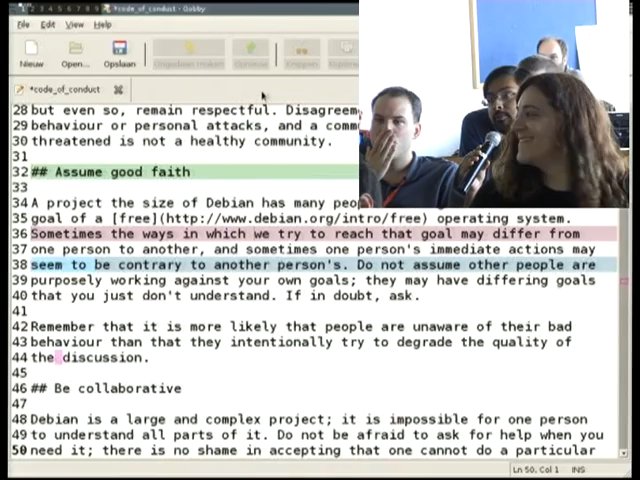 *code_of_conduct - Gobby
File Edit View Help
Nieuw Open... Opslaan
*code_of_conduct
28 but even so, remain respectful. Disagreem
29 behaviour or personal attacks, and a comm
30 threatened is not a healthy community.
31
32 ## Assume good faith
33
34 A project the size of Debian has many peop
35 goal of a [free](http://www.debian.org/intro/free) operating system.
36 Sometimes the ways in which we try to reach that goal may differ from
37 one person to another, and sometimes one person's immediate actions may
38 seem to be contrary to another person's. Do not assume other people are
39 purposely working against your own goals; they may have differing goals
40 that you just don't understand. If in doubt, ask.
41
42 Remember that it is more likely that people are unaware of their bad
43 behaviour than that they intentionally try to degrade the quality of
44 the discussion.
45
46 ## Be collaborative
47
48 Debian is a large and complex project; it is impossible for one person
49 to understand all parts of it. Do not be afraid to ask for help when you
50 need it; there is no shame in accepting that one cannot do a particular
Ln 50, Col 1 INS